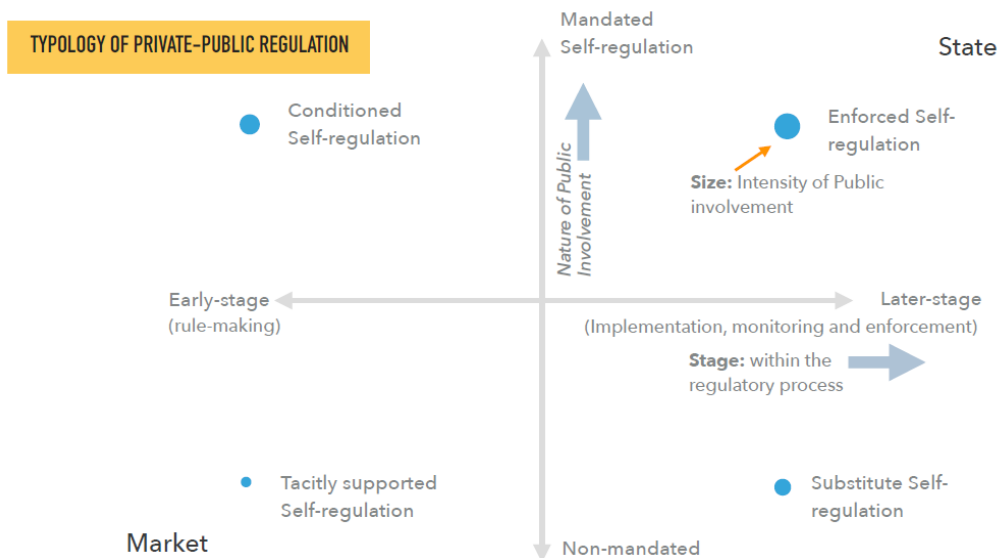 TYPOLOGY OF PRIVATE-PUBLIC REGULATION
Mandated
Self-regulation
State
Conditioned
Self-regulation
Enforced Self-
regulation
Size: Intensity of Public
involvement
Nature of Public
Involvement
Early-stage
(rule-making)
Later-stage
(Implementation, monitoring and enforcement)
Stage: within the
regulatory process
Tacitly supported
Self-regulation
Substitute Self-
regulation
Market
Non-mandated